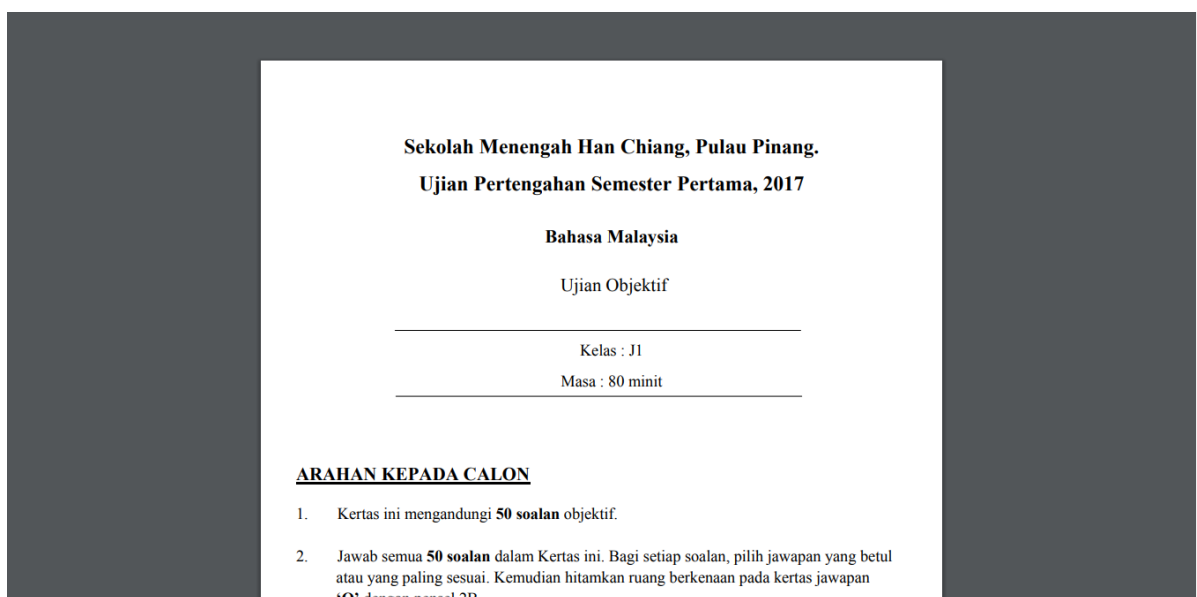 Sekolah Menengah Han Chiang, Pulau Pinang.
Ujian Pertengahan Semester Pertama, 2017
Bahasa Malaysia
Ujian Objektif
Kelas : J1
Masa : 80 minit
ARAHAN KEPADA CALON
1. Kertas ini mengandungi 50 soalan objektif.
2. Jawab semua 50 soalan dalam Kertas ini. Bagi setiap soalan, pilih jawapan yang betul
atau yang paling sesuai. Kemudian hitamkan ruang berkenaan pada kertas jawapan